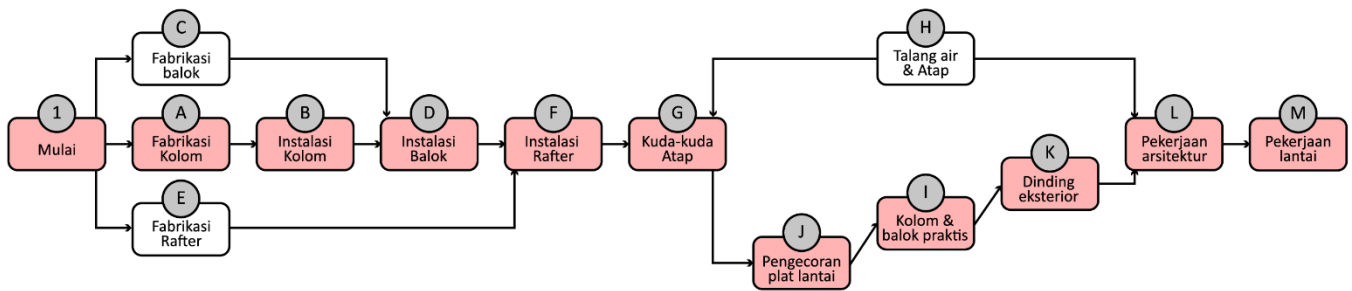 C
Fabrikasi
balok
H
Talang air
& Atap
1
Mulai
A
Fabrikasi
Kolom
B
Instalasi
Kolom
D
Instalasi
Balok
F
Instalasi
Rafter
G
Kuda-kuda
Atap
L
Pekerjaan
arsitektur
M
Pekerjaan
lantai
K
Dinding
eksterior
E
Fabrikasi
Rafter
I
Kolom &
balok praktis
J
Pengecoran
plat lantai